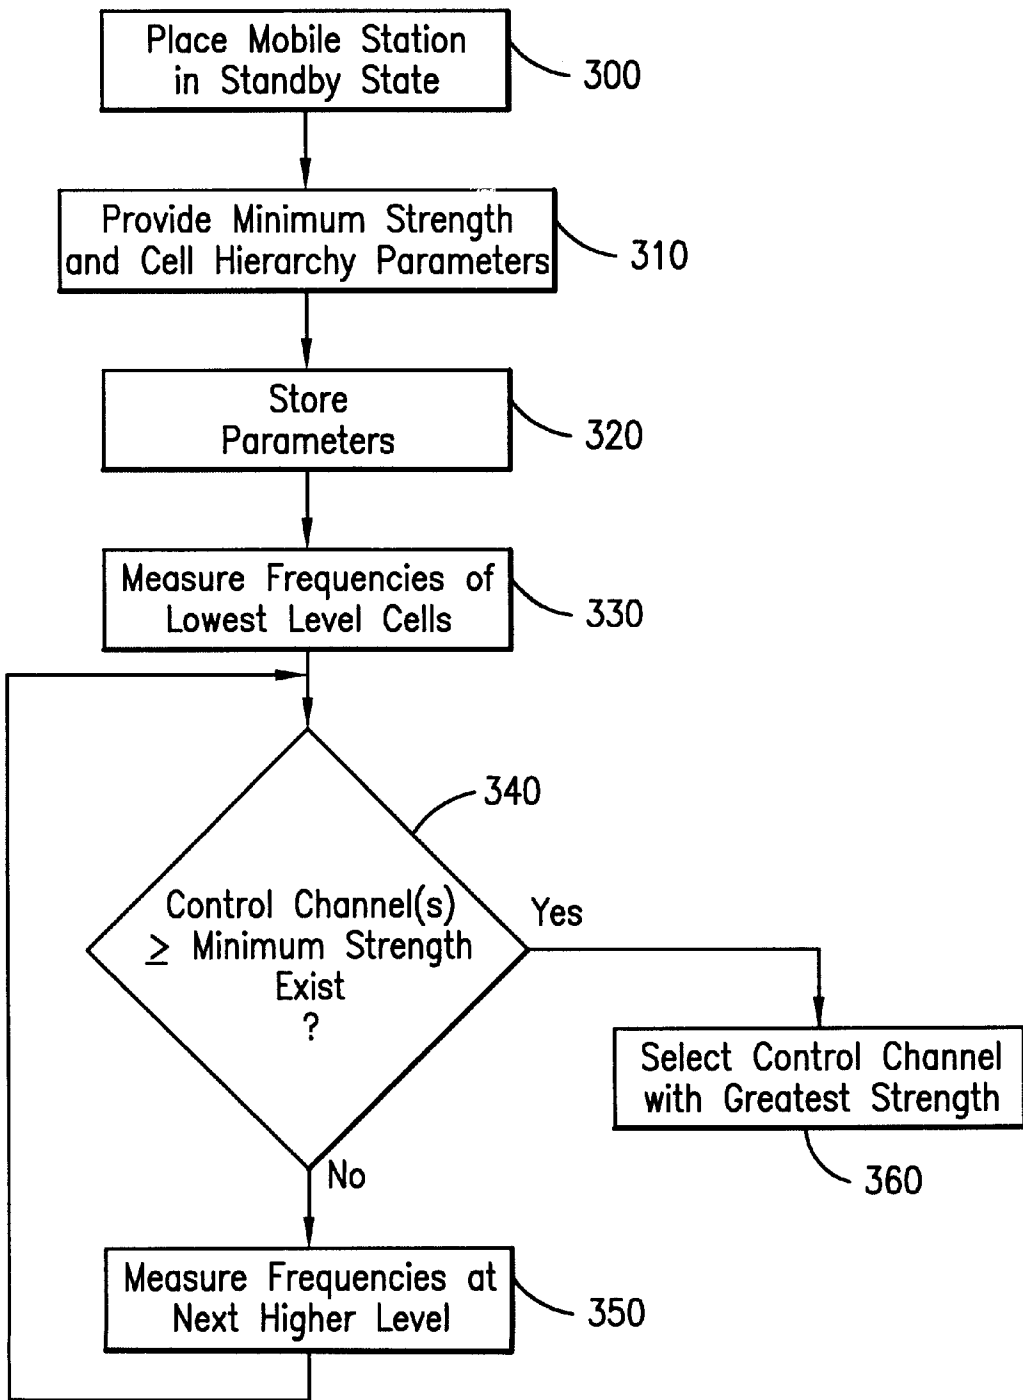 Place Mobile Station
in Standby State
300
Provide Minimum Strength
and Cell Hierarchy Parameters
310
Store
Parameters
320
Measure Frequencies of
Lowest Level Cells
330
340
Control Channel(s)
≥ Minimum Strength
Exist
?
Yes
Select Control Channel
with Greatest Strength
360
No
Measure Frequencies at
Next Higher Level
350